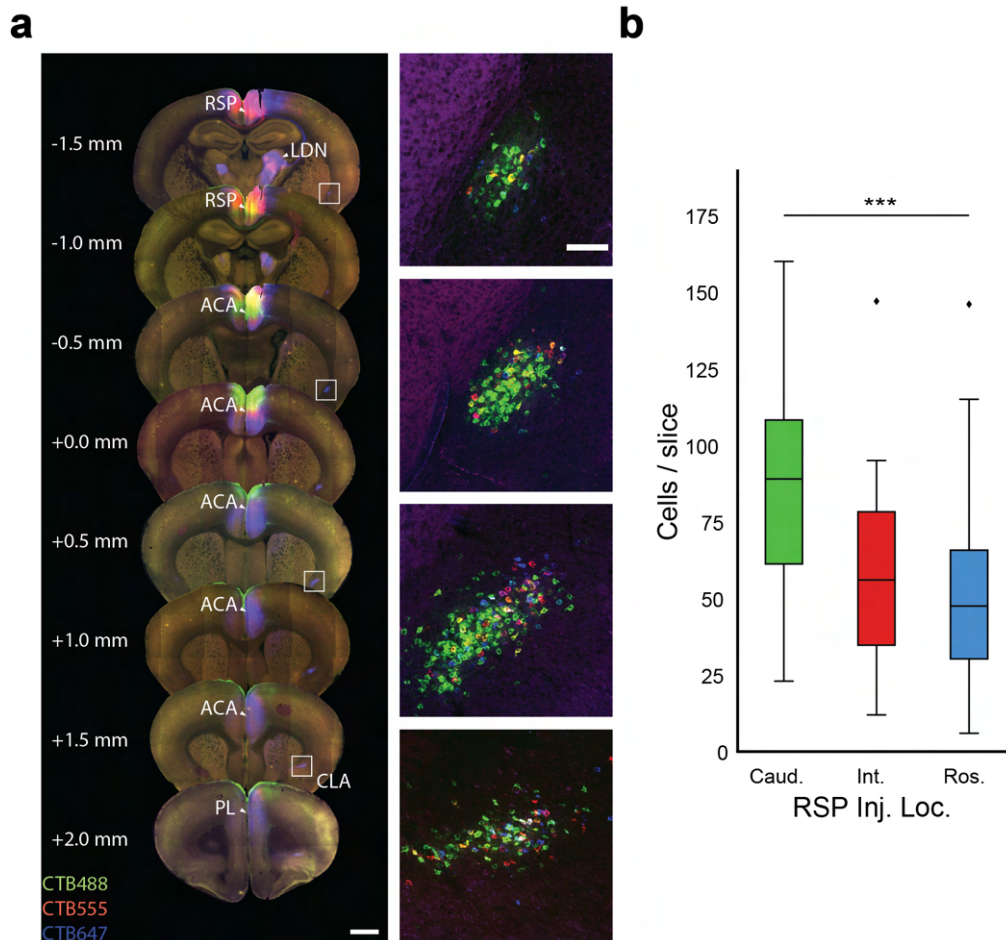 a
RSP
-1.5 mm
LDN
RSP
-1.0 mm
ACA
-0.5 mm
ACA
+0.0 mm
ACA
+0.5 mm
ACA
+1.0 mm
ACA
+1.5 mm
CLA
PL
+2.0 mm
CTB488
CTB555
CTB647
b
***
175
150
125
100
75
50
25
0
Cells / slice
Caud. Int. Ros.
RSP Inj. Loc.